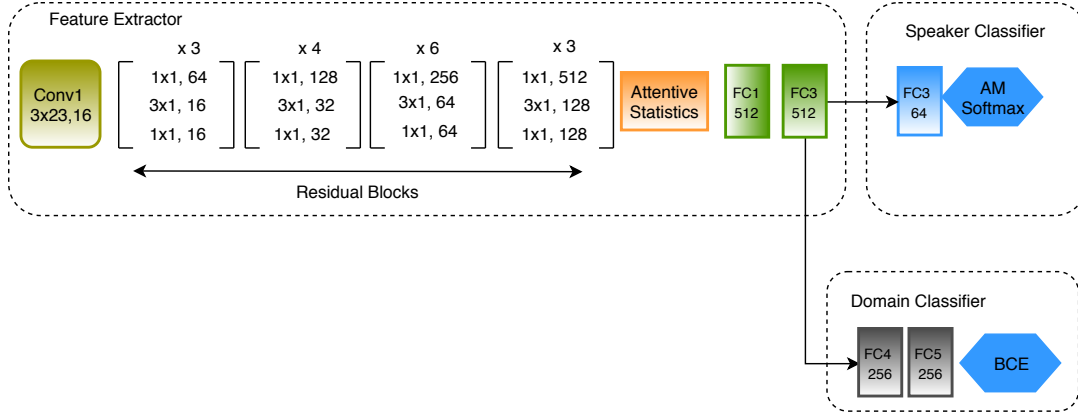 Feature Extractor
Conv1
3x23,16
x 3
1x1, 64
3x1, 16
1x1, 16
x 4
1x1, 128
3x1, 32
1x1, 32
x 6
1x1, 256
3x1, 64
1x1, 64
x 3
1x1, 512
3x1, 128
1x1, 128
Residual Blocks
Attentive
Statistics
FC1
512
FC3
512
Speaker Classifier
FC3
64
AM
Softmax
Domain Classifier
FC4
256
FC5
256
BCE